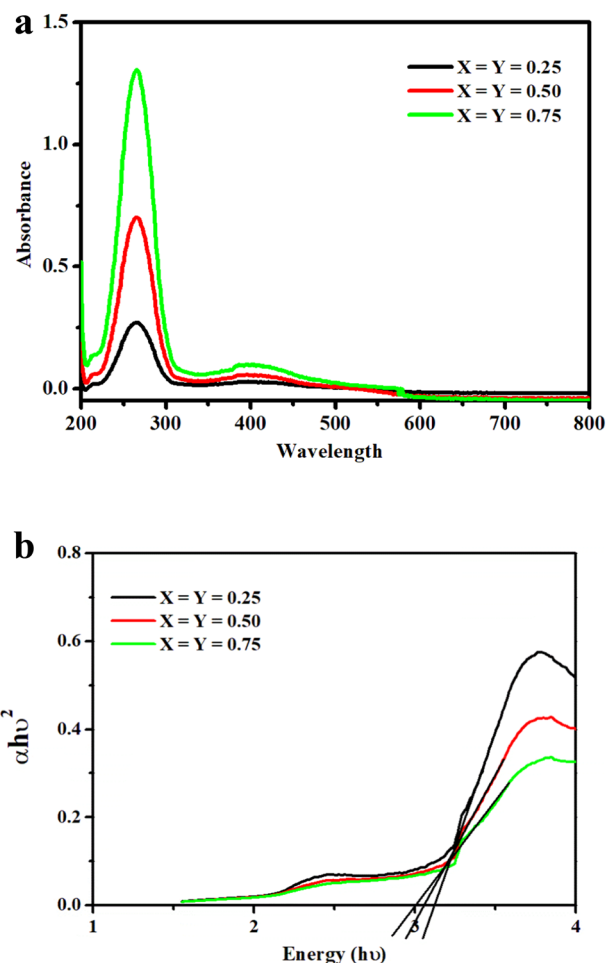 a
1.5
1.0
0.5
0.0
Absorbance
X = Y = 0.25
X = Y = 0.50
X = Y = 0.75
200 300 400 500 600 700 800
Wavelength
b
0.8
0.6
0.4
0.2
0.0
αhυ²
X = Y = 0.25
X = Y = 0.50
X = Y = 0.75
1 2 3 4
Energy (hυ)